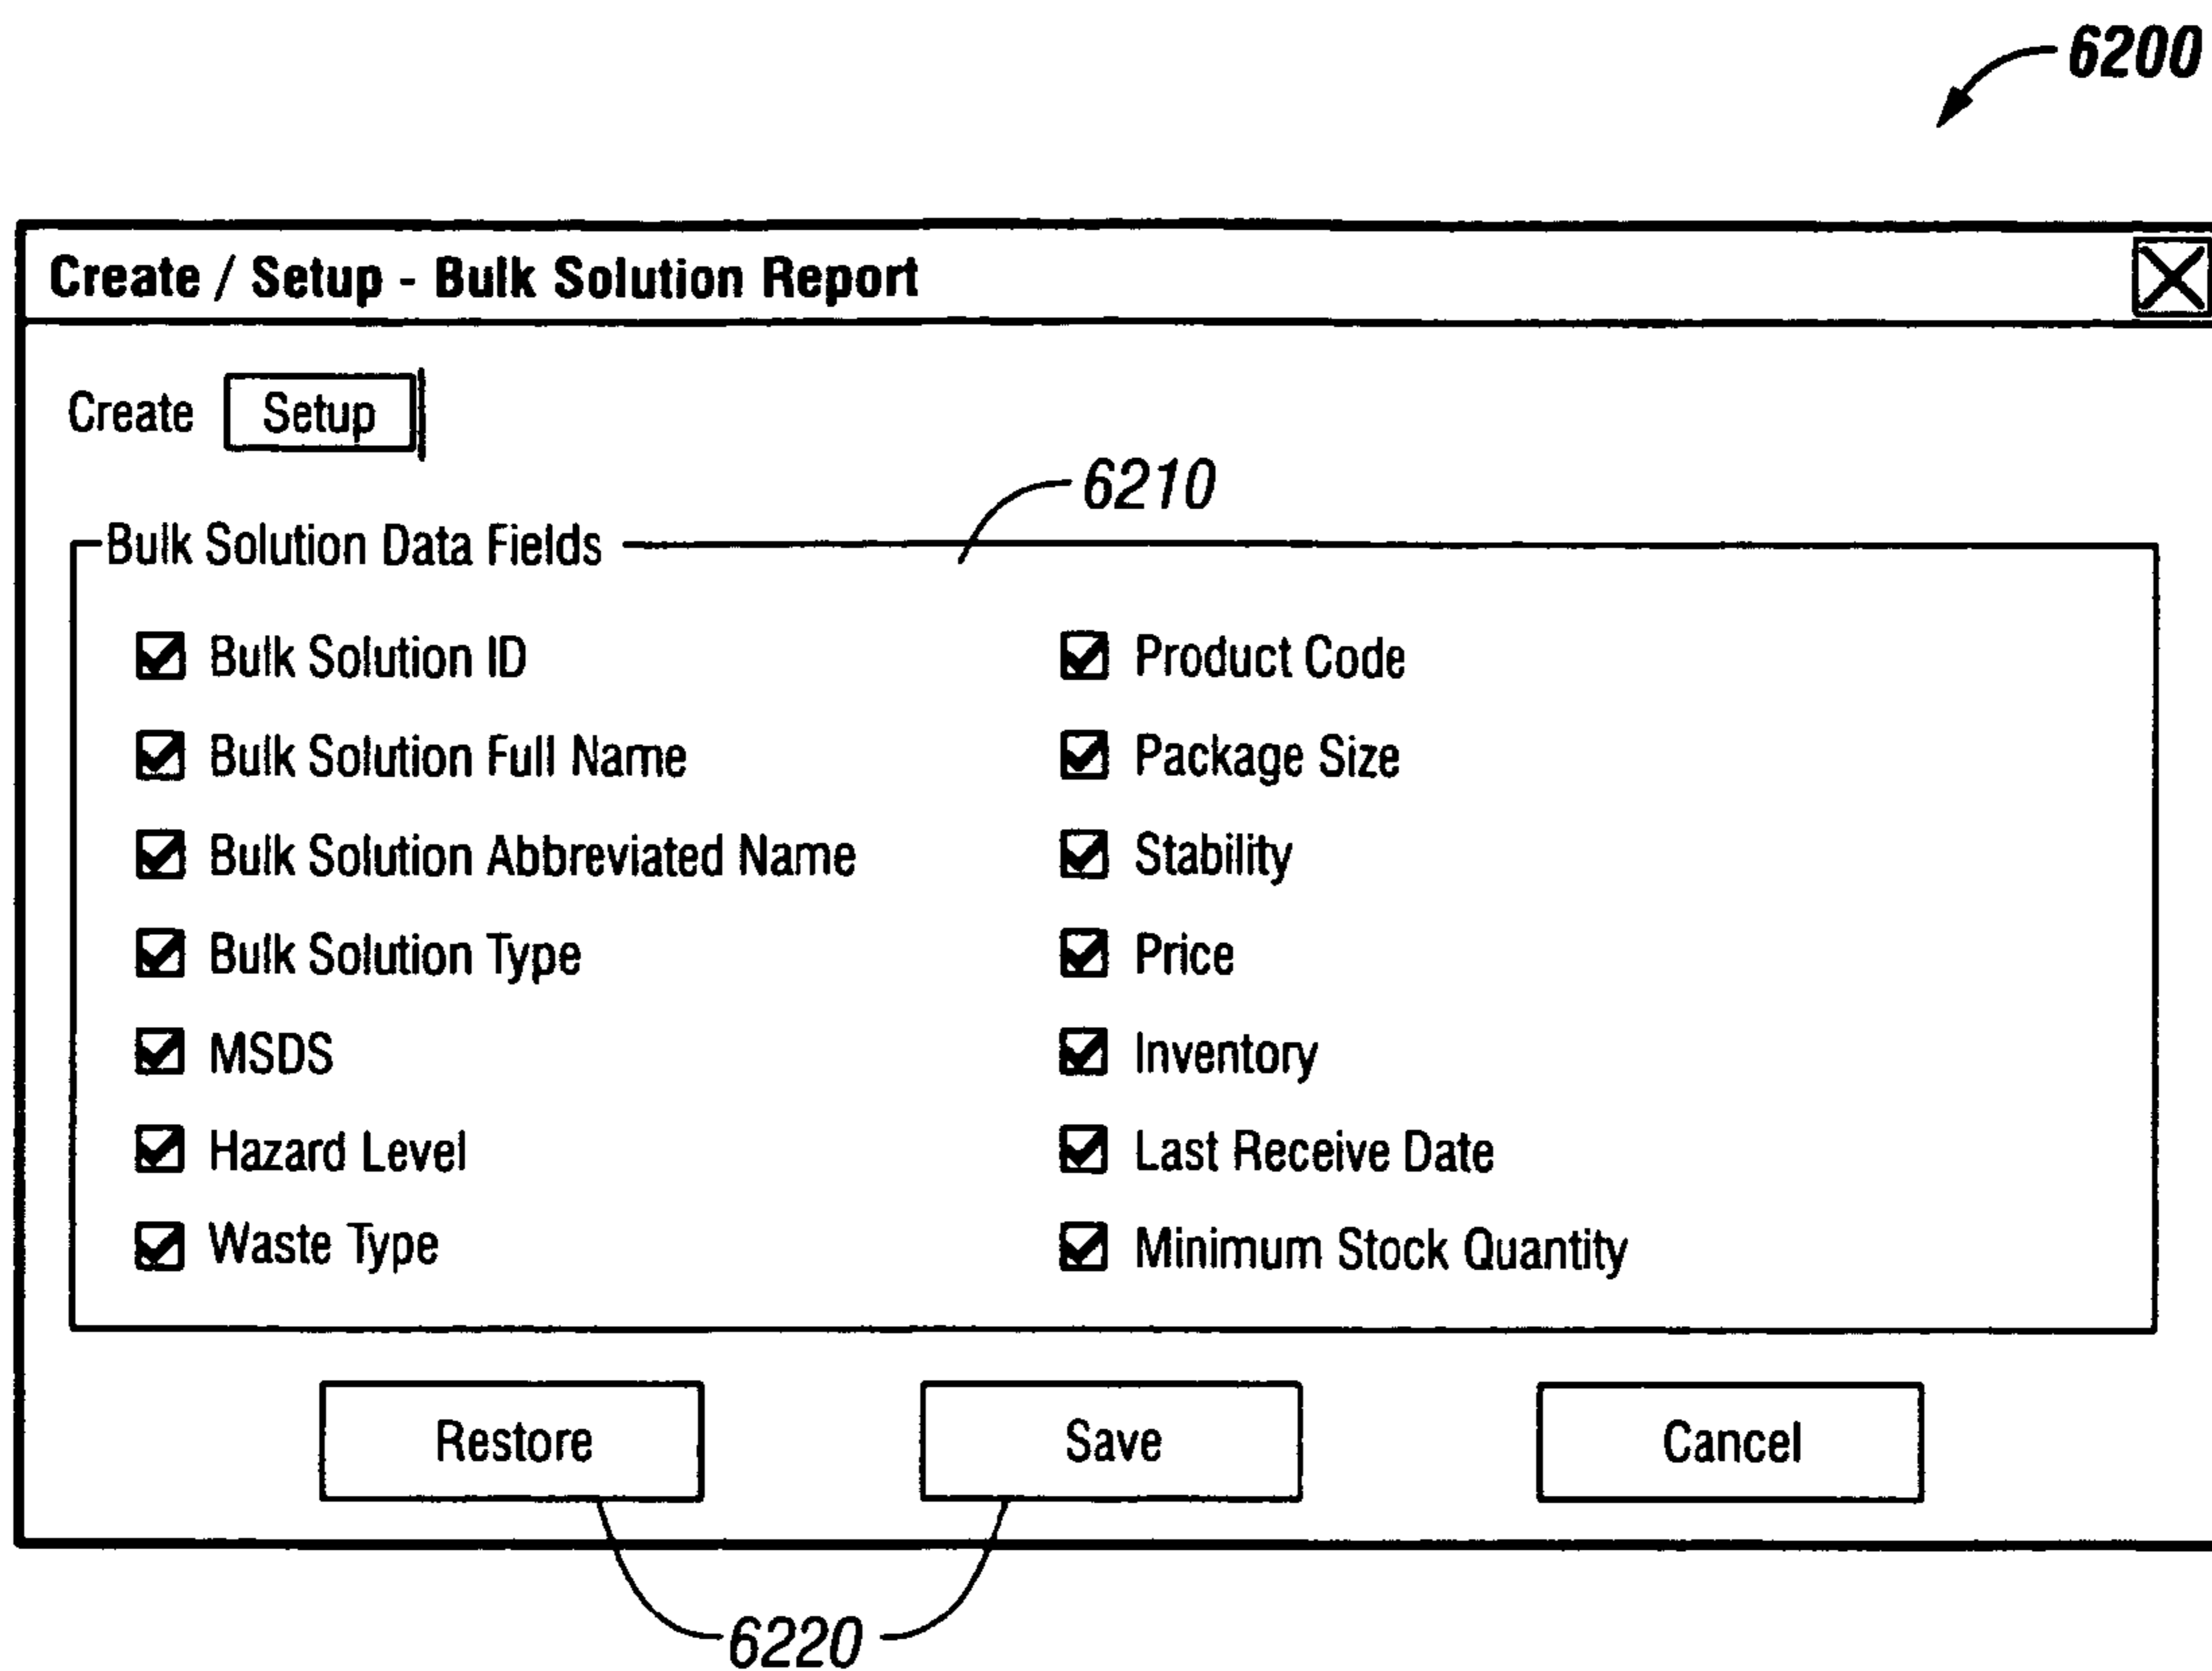 6200
Create / Setup - Bulk Solution Report
Create Setup
6210
Bulk Solution Data Fields
Bulk Solution ID
Bulk Solution Full Name
Bulk Solution Abbreviated Name
Bulk Solution Type
MSDS
Hazard Level
Waste Type
Product Code
Package Size
Stability
Price
Inventory
Last Receive Date
Minimum Stock Quantity
Restore Save Cancel
6220